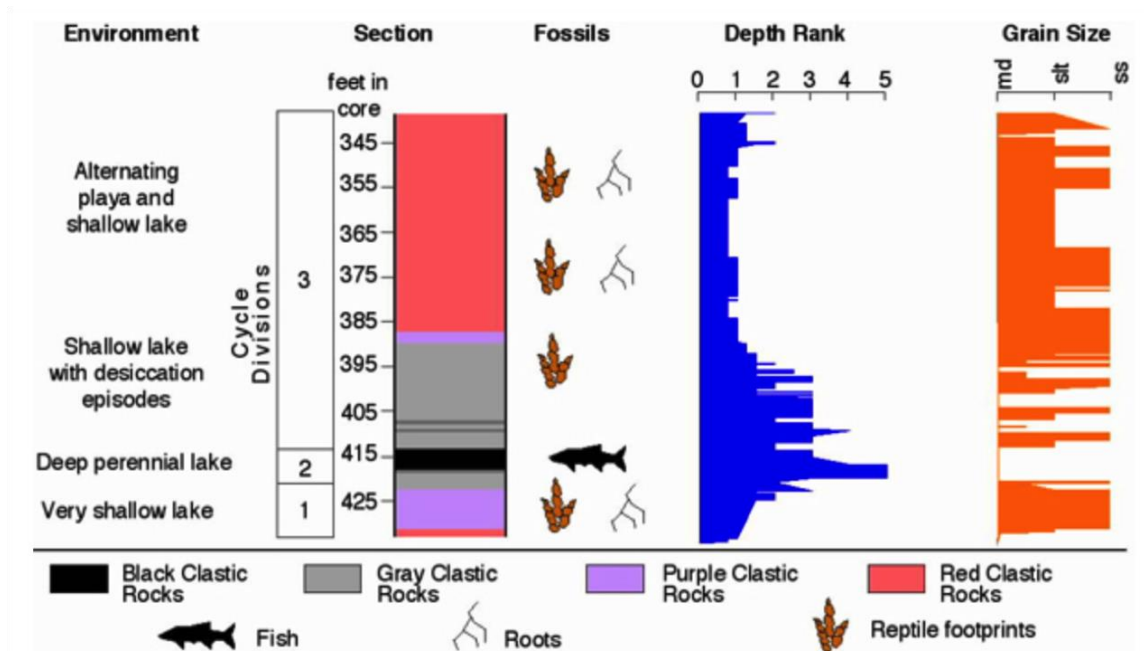 Environment
Section
Fossils
Depth Rank
Grain Size
feet in
core
0 1 2 3 4 5
md
slt
ss
Alternating
playa and
shallow lake
Shallow lake
with desiccation
episodes
Deep perennial lake
Very shallow lake
Cycle
Divisions
3
2
1
345
355
365
375
385
395
405
415
425
Black Clastic
Rocks
Gray Clastic
Rocks
Purple Clastic
Rocks
Red Clastic
Rocks
Fish
Roots
Reptile footprints